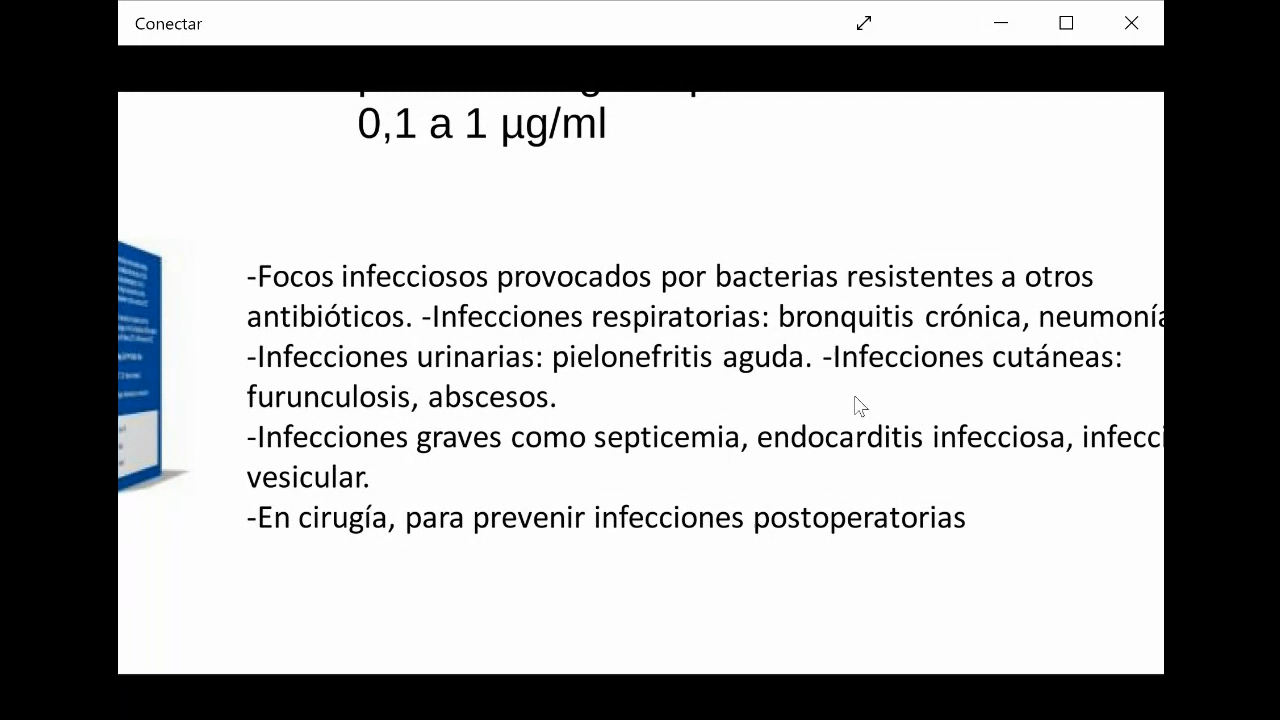 Conectar
0,1 a 1 µg/ml
-Focos infecciosos provocados por bacterias resistentes a otros
antibióticos. -Infecciones respiratorias: bronquitis crónica, neumonía
-Infecciones urinarias: pielonefritis aguda. -Infecciones cutáneas:
furunculosis, abscesos.
-Infecciones graves como septicemia, endocarditis infecciosa, infecci
vesicular.
-En cirugía, para prevenir infecciones postoperatorias